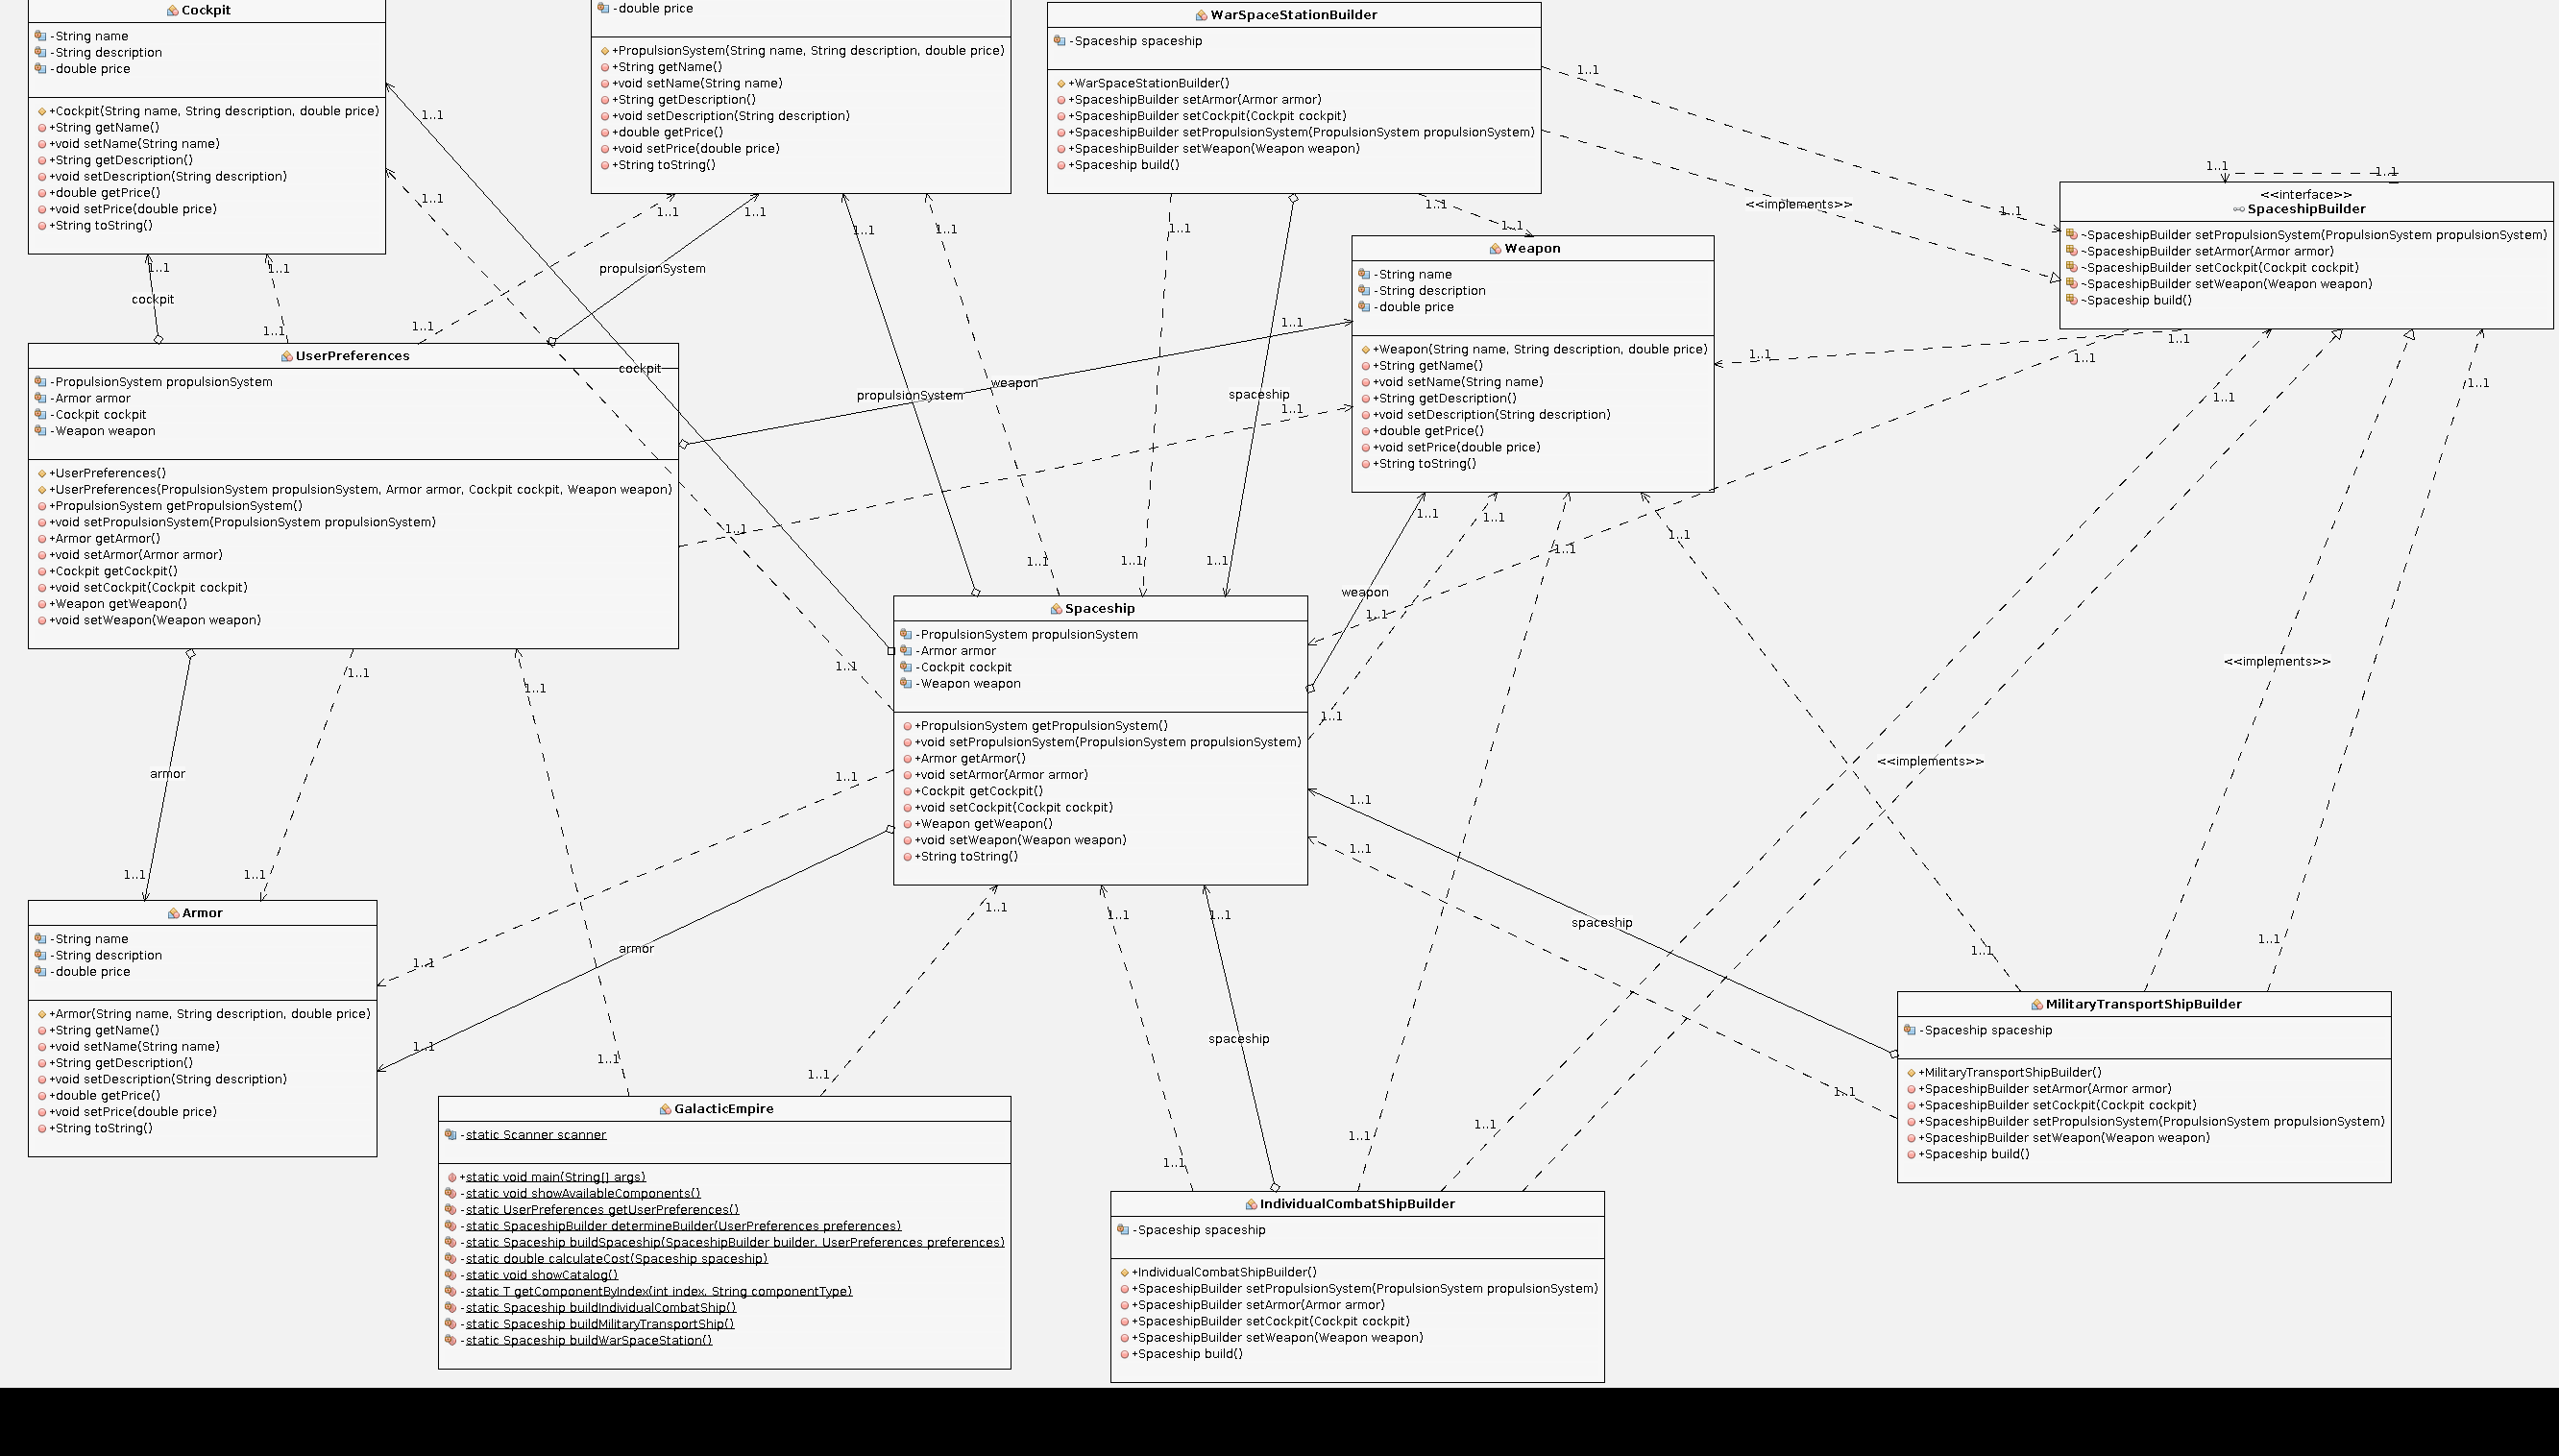 Cockpit
-String name
-String description
-double price
+Cockpit(String name, String description, double price)
+String getName()
+void setName(String name)
+String getDescription()
+void setDescription(String description)
+double getPrice()
+void setPrice(double price)
+String toString()
-double price
+PropulsionSystem(String name, String description, double price)
+String getName()
+void setName(String name)
+String getDescription()
+void setDescription(String description)
+double getPrice()
+void setPrice(double price)
+String toString()
WarSpaceStationBuilder
-Spaceship spaceship
+WarSpaceStationBuilder()
+SpaceshipBuilder setArmor(Armor armor)
+SpaceshipBuilder setCockpit(Cockpit cockpit)
+SpaceshipBuilder setPropulsionSystem(PropulsionSystem propulsionSystem)
+SpaceshipBuilder setWeapon(Weapon weapon)
+Spaceship build()
1..1
1..1
1..1
1..1
1..1
1..1
<<implements>>
<<interface>>
SpaceshipBuilder
~SpaceshipBuilder setPropulsionSystem(PropulsionSystem propulsionSystem)
~SpaceshipBuilder setArmor(Armor armor)
~SpaceshipBuilder setCockpit(Cockpit cockpit)
~SpaceshipBuilder setWeapon(Weapon weapon)
~Spaceship build()
1..1
1..1
1..1
1..1
1..1
1..1
1..1
Weapon
-String name
-String description
-double price
+Weapon(String name, String description, double price)
+String getName()
+void setName(String name)
+String getDescription()
+void setDescription(String description)
+double getPrice()
+void setPrice(double price)
+String toString()
1..1
1..1
cockpit
propulsionSystem
1..1
1..1
1..1
1..1
1..1
1..1
1..1
1..1
UserPreferences
-PropulsionSystem propulsionSystem
-Armor armor
-Cockpit cockpit
-Weapon weapon
+UserPreferences()
+UserPreferences(PropulsionSystem propulsionSystem, Armor armor, Cockpit cockpit, Weapon weapon)
+PropulsionSystem getPropulsionSystem()
+void setPropulsionSystem(PropulsionSystem propulsionSystem)
+Armor getArmor()
+void setArmor(Armor armor)
+Cockpit getCockpit()
+void setCockpit(Cockpit cockpit)
+Weapon getWeapon()
+void setWeapon(Weapon weapon)
cockpit
weapon
propulsionSystem
spaceship
1..1
1..1
1..1
1..1
1..1
1..1
1..1
1..1
1..1
1..1
weapon
1..1
Spaceship
-PropulsionSystem propulsionSystem
-Armor armor
-Cockpit cockpit
-Weapon weapon
+PropulsionSystem getPropulsionSystem()
+void setPropulsionSystem(PropulsionSystem propulsionSystem)
+Armor getArmor()
+void setArmor(Armor armor)
+Cockpit getCockpit()
+void setCockpit(Cockpit cockpit)
+Weapon getWeapon()
+void setWeapon(Weapon weapon)
+String toString()
1..1
1..1
1..1
1..1
1..1
<<implements>>
<<implements>>
armor
1..1
1..1
1..1
1..1
armor
1..1
1..1
1..1
1..1
1..1
spaceship
1..1
1..1
Armor
-String name
-String description
-double price
+Armor(String name, String description, double price)
+String getName()
+void setName(String name)
+String getDescription()
+void setDescription(String description)
+double getPrice()
+void setPrice(double price)
+String toString()
spaceship
1..1
1..1
1..1
1..1
1..1
1..1
GalacticEmpire
-static Scanner scanner
+static void main(String[] args)
-static void showAvailableComponents()
-static UserPreferences getUserPreferences()
-static SpaceshipBuilder determineBuilder(UserPreferences preferences)
-static Spaceship buildSpaceship(SpaceshipBuilder builder, UserPreferences preferences)
-static double calculateCost(Spaceship spaceship)
-static void showCatalog()
-static T getComponentByIndex(int index, String componentType)
-static Spaceship buildIndividualCombatShip()
-static Spaceship buildMilitaryTransportShip()
-static Spaceship buildWarSpaceStation()
IndividualCombatShipBuilder
-Spaceship spaceship
+IndividualCombatShipBuilder()
+SpaceshipBuilder setPropulsionSystem(PropulsionSystem propulsionSystem)
+SpaceshipBuilder setArmor(Armor armor)
+SpaceshipBuilder setCockpit(Cockpit cockpit)
+SpaceshipBuilder setWeapon(Weapon weapon)
+Spaceship build()
MilitaryTransportShipBuilder
-Spaceship spaceship
+MilitaryTransportShipBuilder()
+SpaceshipBuilder setArmor(Armor armor)
+SpaceshipBuilder setCockpit(Cockpit cockpit)
+SpaceshipBuilder setPropulsionSystem(PropulsionSystem propulsionSystem)
+SpaceshipBuilder setWeapon(Weapon weapon)
+Spaceship build()